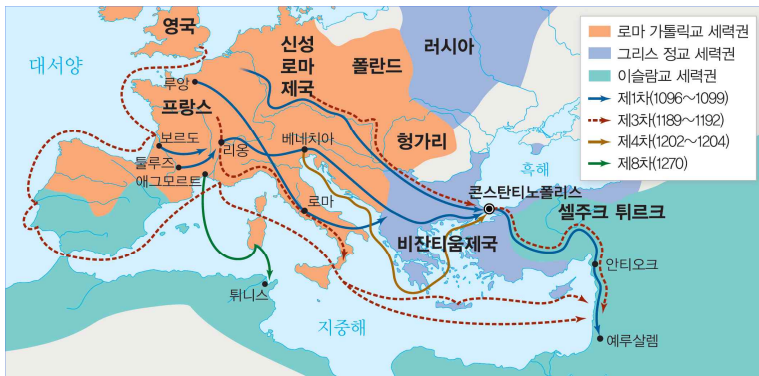 로마 가톨릭교 세력권
그리스 정교 세력권
이슬람교 세력권
제1차(1096~1099)
제3차(1189~1192)
제4차(1202~1204)
제8차(1270)
영국
대서양
신성
로마
제국
폴란드
러시아
루앙
프랑스
보르도
리옹
베네치아
헝가리
툴루즈
애그모르트
흑해
콘스탄티노폴리스
로마
셀주크 튀르크
비잔티움제국
안티오크
튀니스
지중해
예루살렘